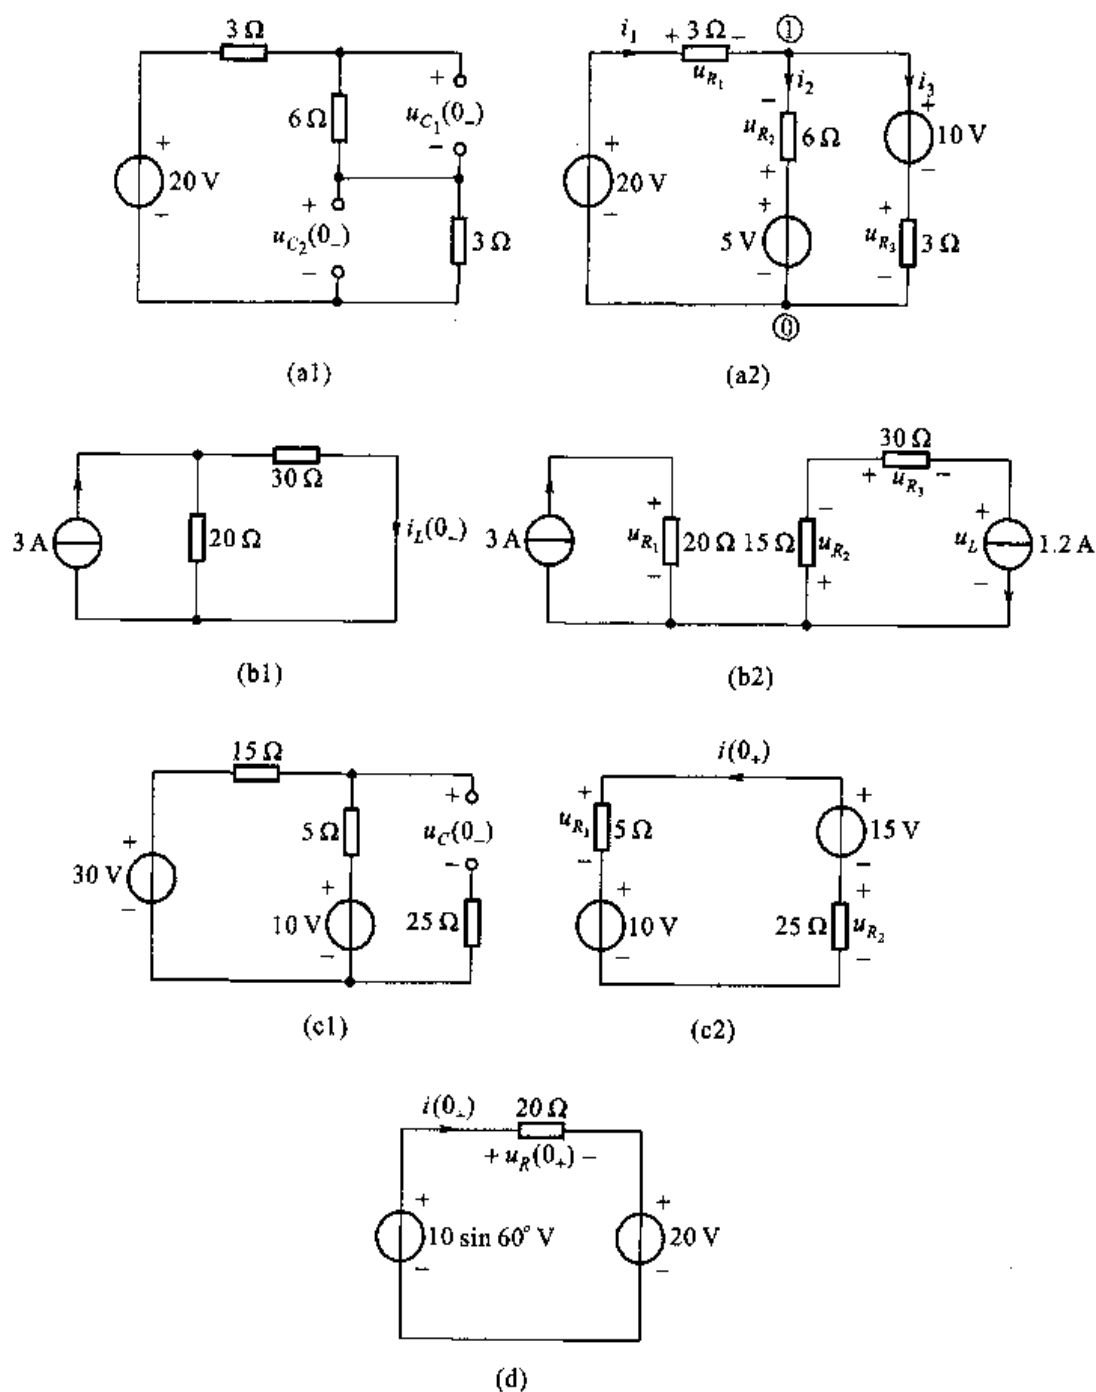 3 Ω
6 Ω
+
u_{C_1}(0_-)
−
+
20 V
−
+
u_{C_2}(0_-)
−
3 Ω
(a1)
i_1
+ 3 Ω −
u_{R_1}
①
i_2
i_3
−
u_{R_2} 6 Ω
+
+
10 V
−
+
20 V
−
+
5 V
−
+
u_{R_3} 3 Ω
−
⓪
(a2)
30 Ω
3 A
20 Ω
i_L(0_-)
(b1)
30 Ω
+ u_{R_3} −
3 A
+
u_{R_1} 20 Ω
−
−
15 Ω u_{R_2}
+
+
u_L 1.2 A
−
(b2)
15 Ω
5 Ω
+
u_C(0_-)
−
+
30 V
−
+
10 V
−
25 Ω
(c1)
i(0_+)
+
u_{R_1} 5 Ω
−
+
15 V
−
+
10 V
−
+
25 Ω u_{R_2}
−
(c2)
i(0_+) 20 Ω
+ u_R(0_+) −
+
10 sin 60° V
−
+
20 V
−
(d)